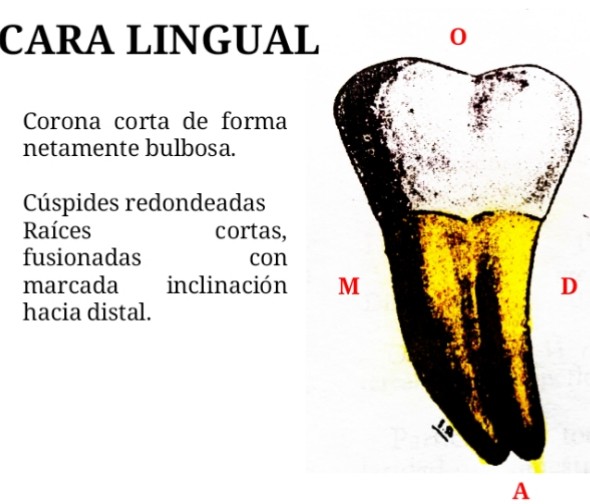 CARA LINGUAL
O
Corona corta de forma
netamente bulbosa.
Cúspides redondeadas
Raíces cortas,
fusionadas con
marcada inclinación
hacia distal.
M
D
A